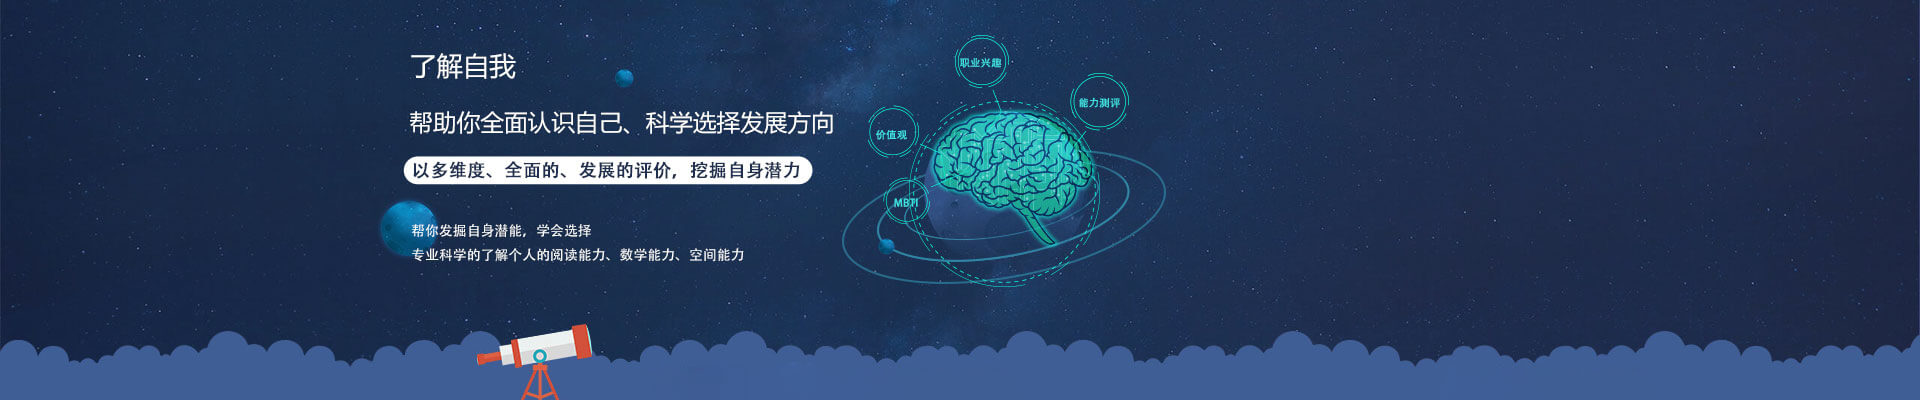 了解自我
帮助你全面认识自己、科学选择发展方向
以多维度、全面的、发展的评价，挖掘自身潜力
帮你发掘自身潜能，学会选择
专业科学的了解个人的阅读能力、数学能力、空间能力
职业兴趣
能力测评
价值观
MBTI